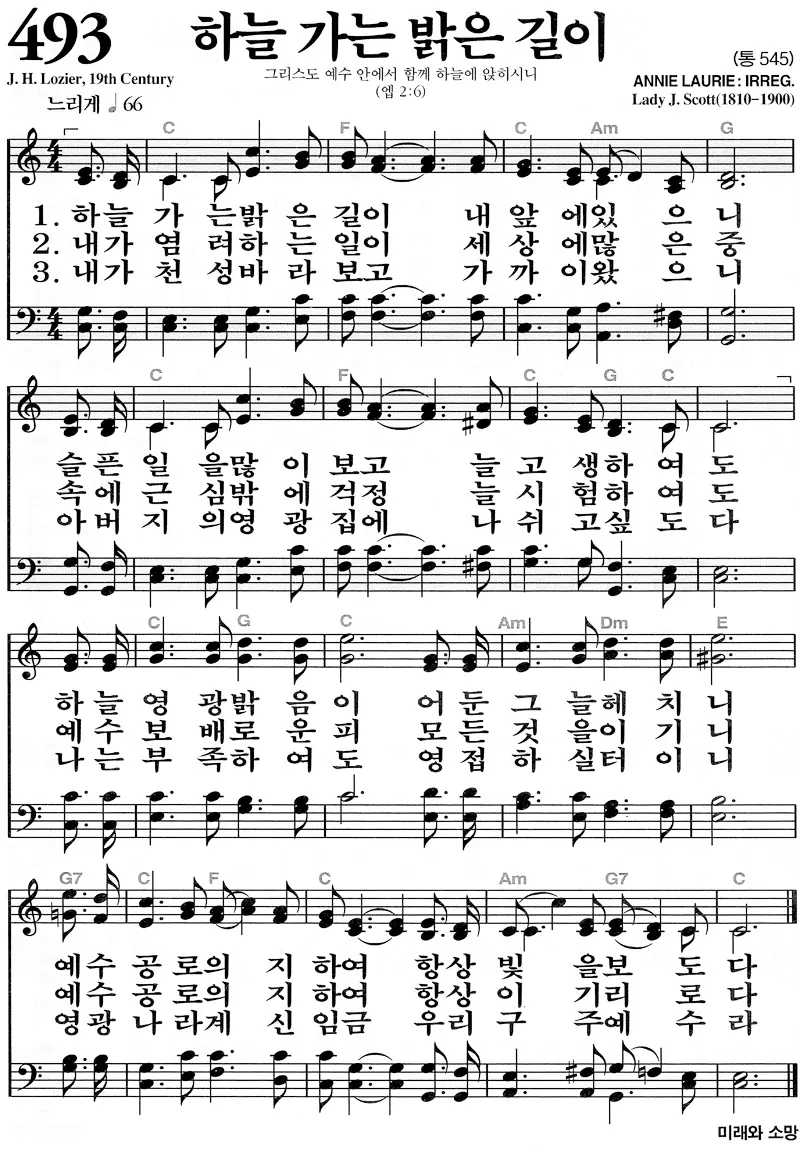 493 하늘 가는 밝은 길이
(통 545)
J. H. Lozier, 19th Century
그리스도 예수 안에서 함께 하늘에 앉히시니
(엡 2:6)
ANNIE LAURIE: IRREG.
Lady J. Scott(1810-1900)
느리게 ♩ 66
C F C Am G
4 4
1. 하늘 가 는밝 은 길이 내 앞 에있 으 니
2. 내가 염 려하 는 일이 세 상 에많 은 중
3. 내가 천 성바 라 보고 가 까 이왔 으 니
4 4
C F C G C
슬픈 일 을많 이 보고 늘 고 생하 여 도
속에 근 심밖 에 걱정 늘 시 험하 여 도
아버 지 의영 광 집에 나 쉬 고싶 도 다
C G C Am Dm E
하 늘 영 광밝 음 이 어 둔 그 늘헤 치 니
예 수 보 배로 운 피 모 든 것 을이 기 니
나 는 부 족하 여 도 영 접 하 실터 이 니
G7 C F C Am G7 C
예수 공 로의 지 하여 항상 빛 을보 도 다
예수 공 로의 지 하여 항상 이 기리 로 다
영광 나 라계 신 임금 우리 구 주예 수 라
미래와 소망